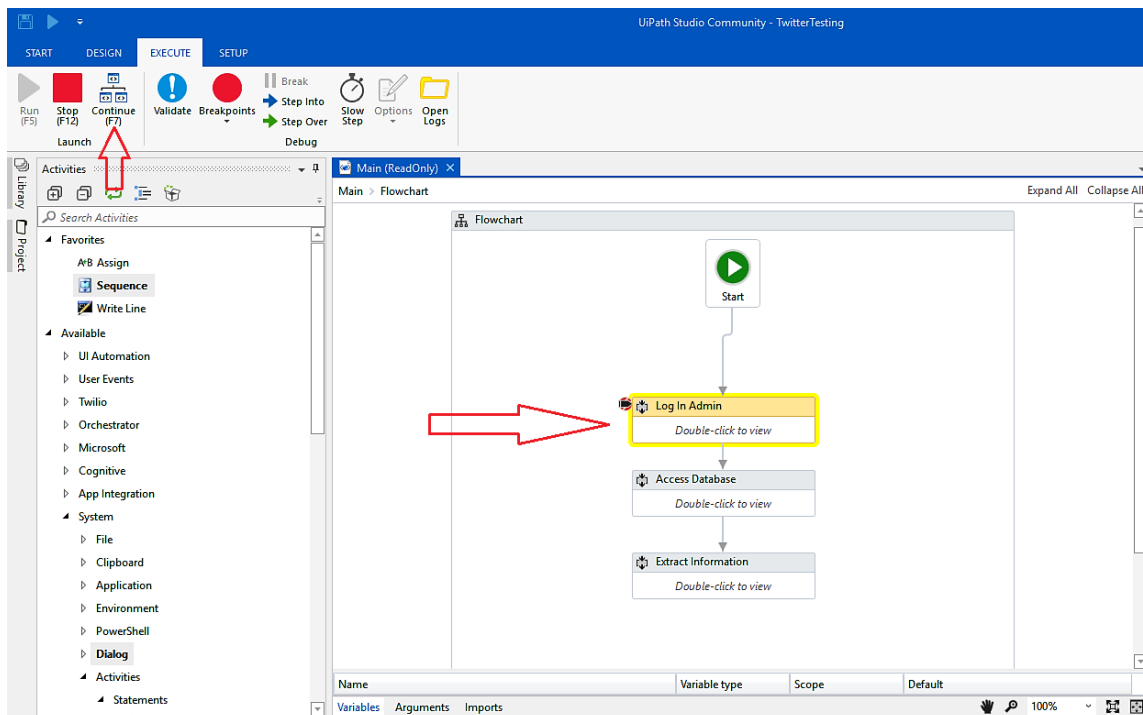 UiPath Studio Community - TwitterTesting
START DESIGN EXECUTE SETUP
Run (F5)
Stop (F12)
Continue (F7)
Launch
Validate
Breakpoints
Break
Step Into
Step Over
Slow Step
Options
Open Logs
Debug
Library
Project
Activities
Search Activities
Favorites
A+B Assign
Sequence
Write Line
Available
UI Automation
User Events
Twilio
Orchestrator
Microsoft
Cognitive
App Integration
System
File
Clipboard
Application
Environment
PowerShell
Dialog
Activities
Statements
Main (ReadOnly)
Main > Flowchart
Expand All Collapse All
Flowchart
Start
Log In Admin
Double-click to view
Access Database
Double-click to view
Extract Information
Double-click to view
Name Variable type Scope Default
Variables Arguments Imports 100%